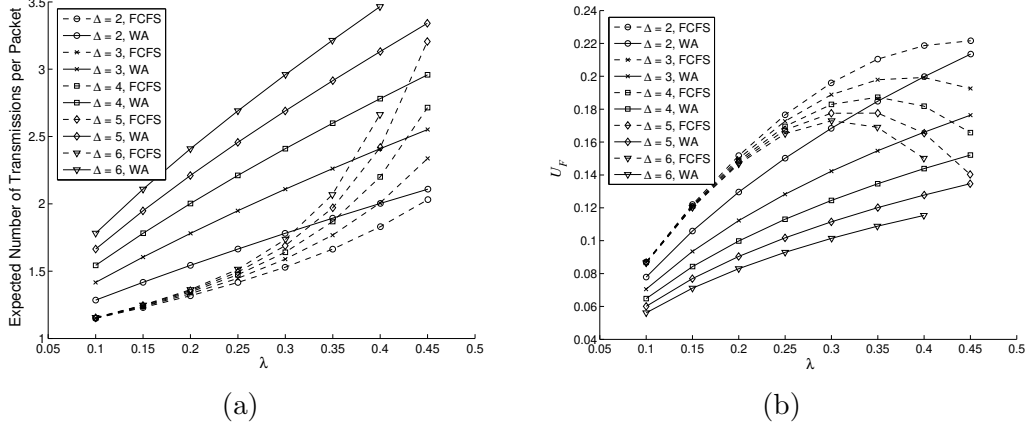 3.5
3
2.5
2
1.5
1
0.05
0.1
0.15
0.2
0.25
0.3
0.35
0.4
0.45
0.5
λ
Expected Number of Transmissions per Packet
Δ = 2, FCFS
Δ = 2, WA
Δ = 3, FCFS
Δ = 3, WA
Δ = 4, FCFS
Δ = 4, WA
Δ = 5, FCFS
Δ = 5, WA
Δ = 6, FCFS
Δ = 6, WA
(a)
0.24
0.22
0.2
0.18
0.16
0.14
0.12
0.1
0.08
0.06
0.04
0.05
0.1
0.15
0.2
0.25
0.3
0.35
0.4
0.45
0.5
λ
U_F
Δ = 2, FCFS
Δ = 2, WA
Δ = 3, FCFS
Δ = 3, WA
Δ = 4, FCFS
Δ = 4, WA
Δ = 5, FCFS
Δ = 5, WA
Δ = 6, FCFS
Δ = 6, WA
(b)